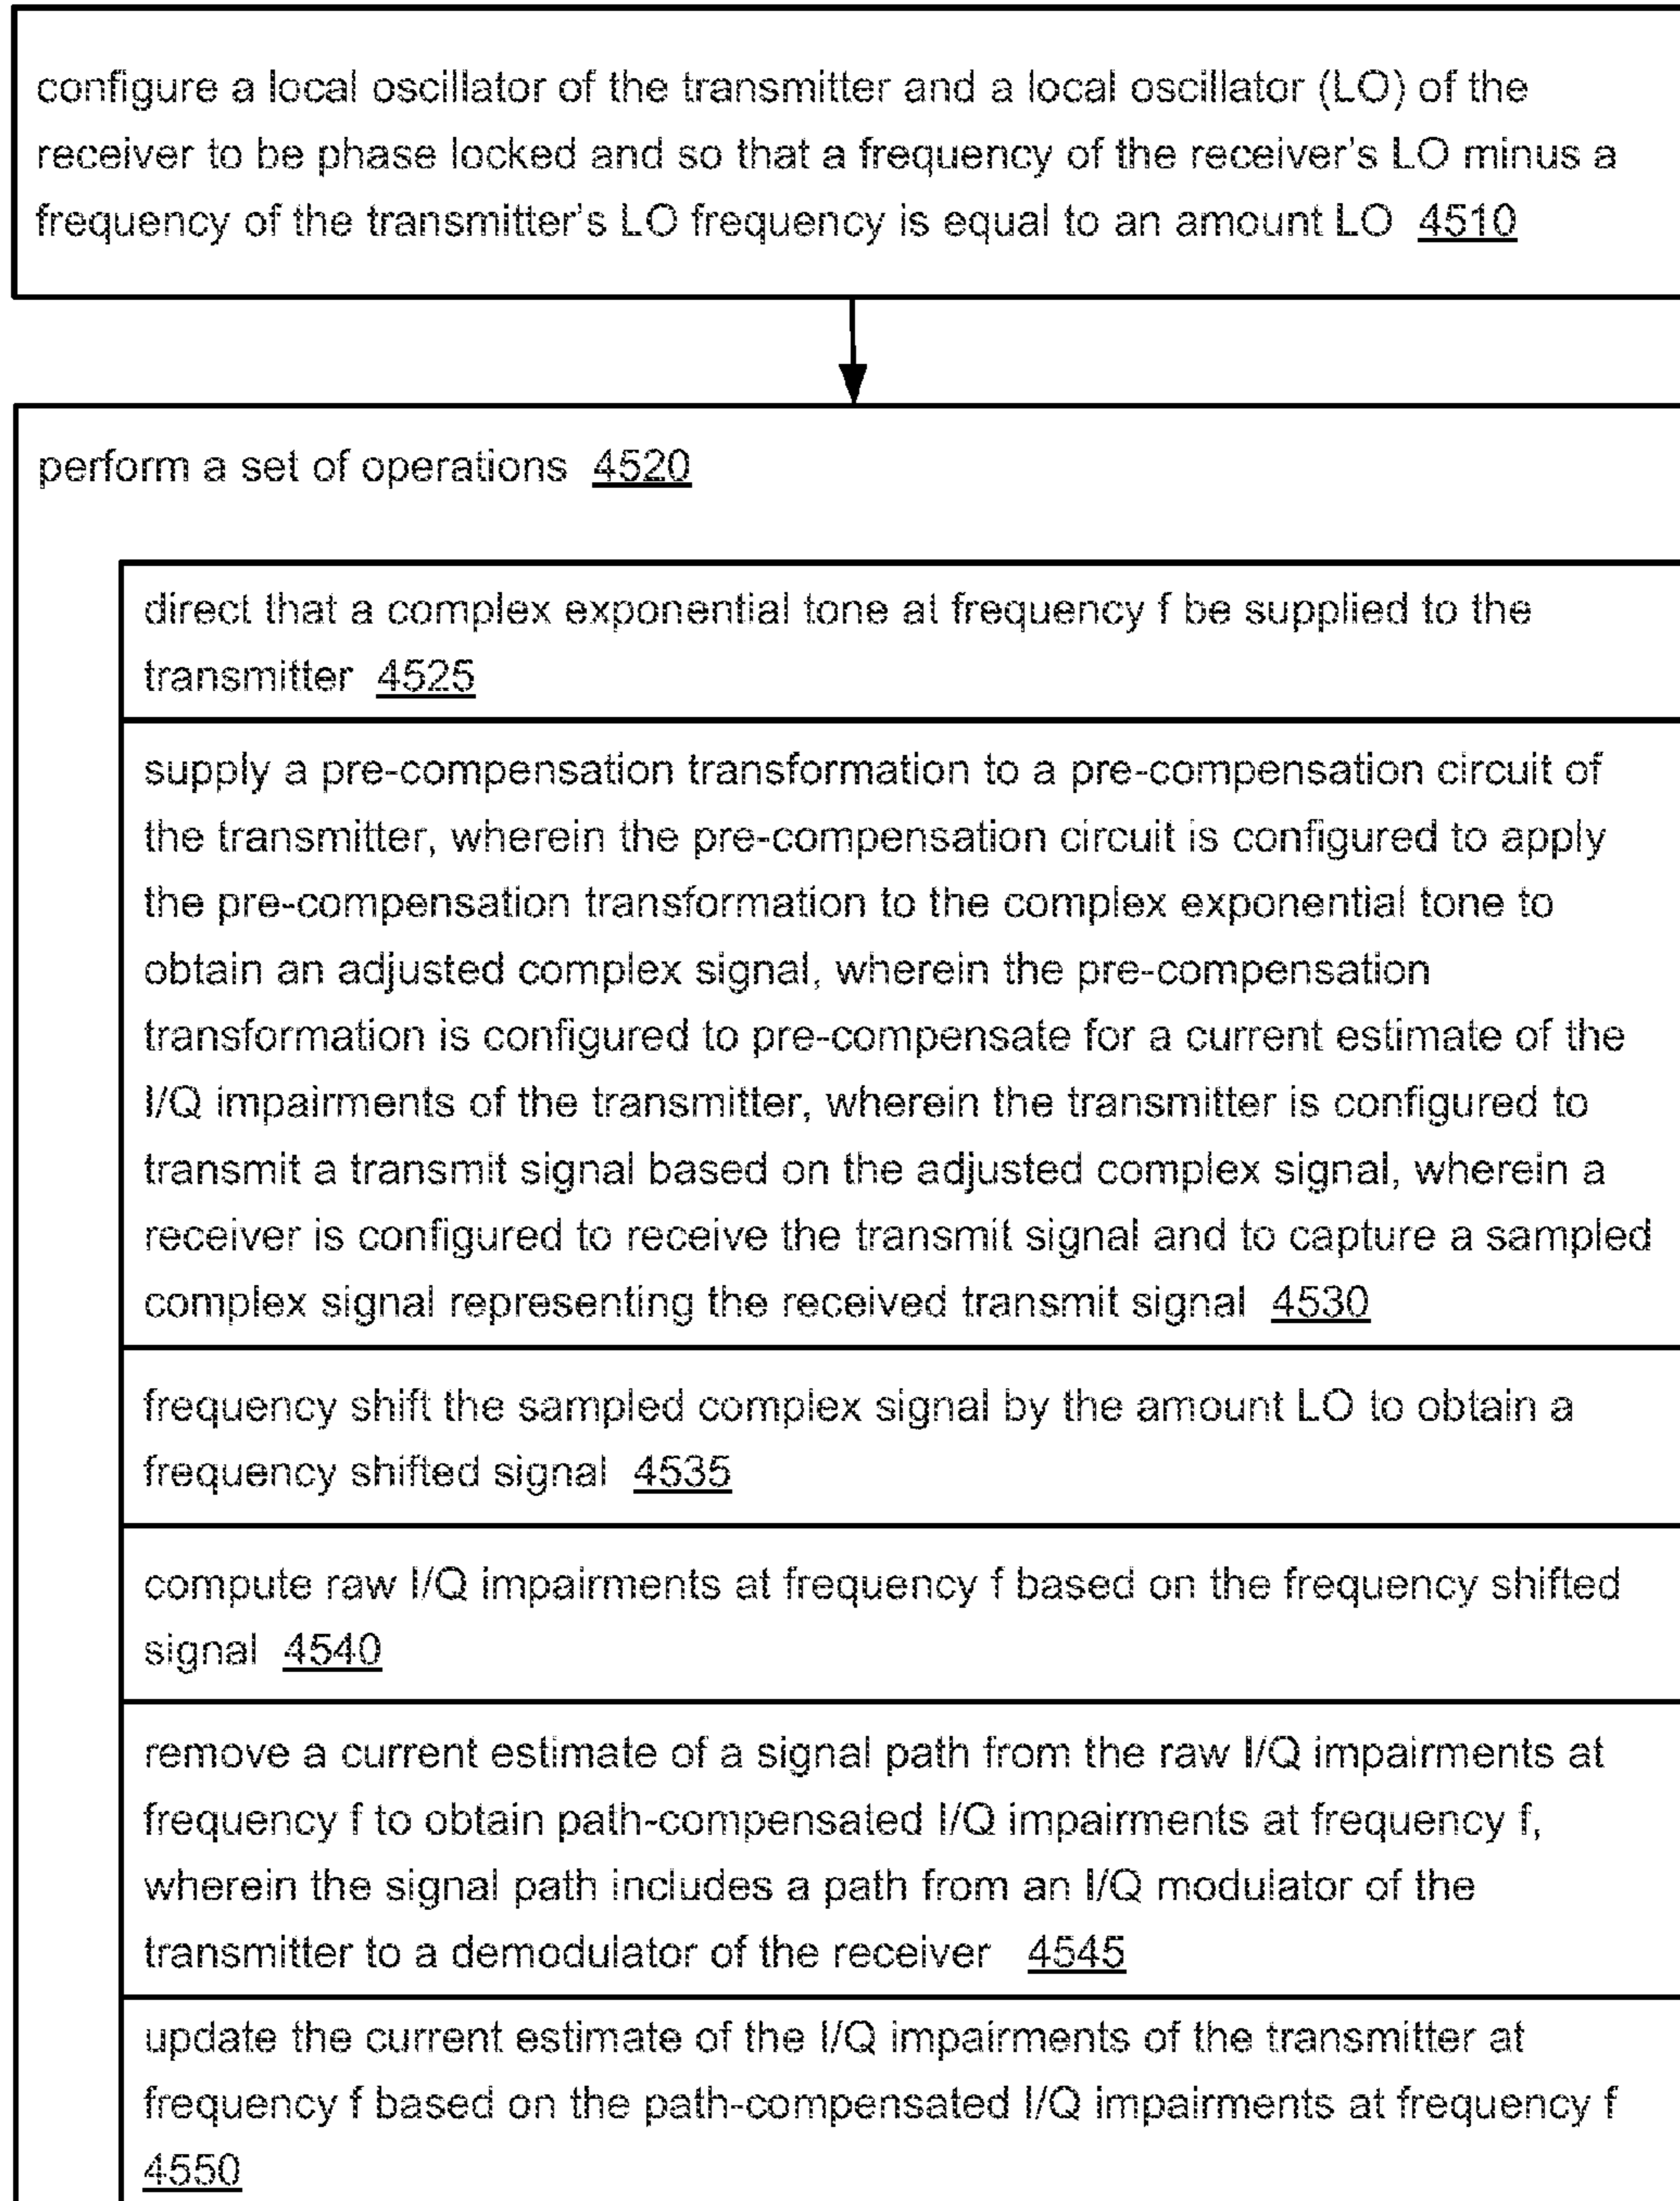 configure a local oscillator of the transmitter and a local oscillator (LO) of the
receiver to be phase locked and so that a frequency of the receiver's LO minus a
frequency of the transmitter's LO frequency is equal to an amount LO 4510
perform a set of operations 4520
direct that a complex exponential tone at frequency f be supplied to the
transmitter 4525
supply a pre-compensation transformation to a pre-compensation circuit of
the transmitter, wherein the pre-compensation circuit is configured to apply
the pre-compensation transformation to the complex exponential tone to
obtain an adjusted complex signal, wherein the pre-compensation
transformation is configured to pre-compensate for a current estimate of the
I/Q impairments of the transmitter, wherein the transmitter is configured to
transmit a transmit signal based on the adjusted complex signal, wherein a
receiver is configured to receive the transmit signal and to capture a sampled
complex signal representing the received transmit signal 4530
frequency shift the sampled complex signal by the amount LO to obtain a
frequency shifted signal 4535
compute raw I/Q impairments at frequency f based on the frequency shifted
signal 4540
remove a current estimate of a signal path from the raw I/Q impairments at
frequency f to obtain path-compensated I/Q impairments at frequency f,
wherein the signal path includes a path from an I/Q modulator of the
transmitter to a demodulator of the receiver 4545
update the current estimate of the I/Q impairments of the transmitter at
frequency f based on the path-compensated I/Q impairments at frequency f
4550